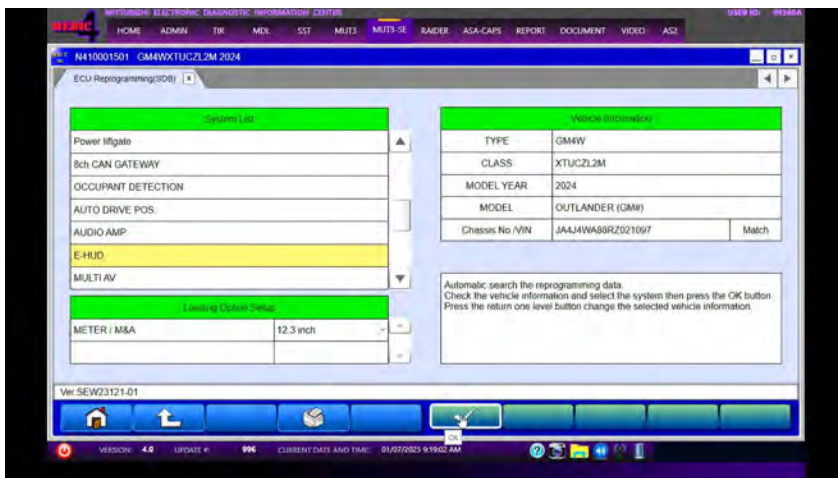 MITSUBISHI ELECTRONIC DIAGNOSTIC INFORMATION CENTER
HOME ADMIN TIR MDL SST MUT3 MUT3-SE RAIDER ASA-CAPS REPORT DOCUMENT VIDEO AS2
N410001501 GM4WXTUCZL2M 2024
ECU Reprogramming(SDB) x
System List
Power liftgate
8ch CAN GATEWAY
OCCUPANT DETECTION
AUTO DRIVE POS.
AUDIO AMP
E-HUD
MULTI AV
Loading Option Setup
METER / M&A 12.3 inch
Vehicle Information
TYPE GM4W
CLASS XTUCZL2M
MODEL YEAR 2024
MODEL OUTLANDER (GM#)
Chassis No./VIN JA4J4WA88RZ021097 Match
Automatic search the reprogramming data.
Check the vehicle information and select the system then press the OK button.
Press the return one level button change the selected vehicle information.
Ver.SEW23121-01
OK
VERSION: 4.0 UPDATE #: 996 CURRENT DATE AND TIME: 01/07/2025 9:19:02 AM